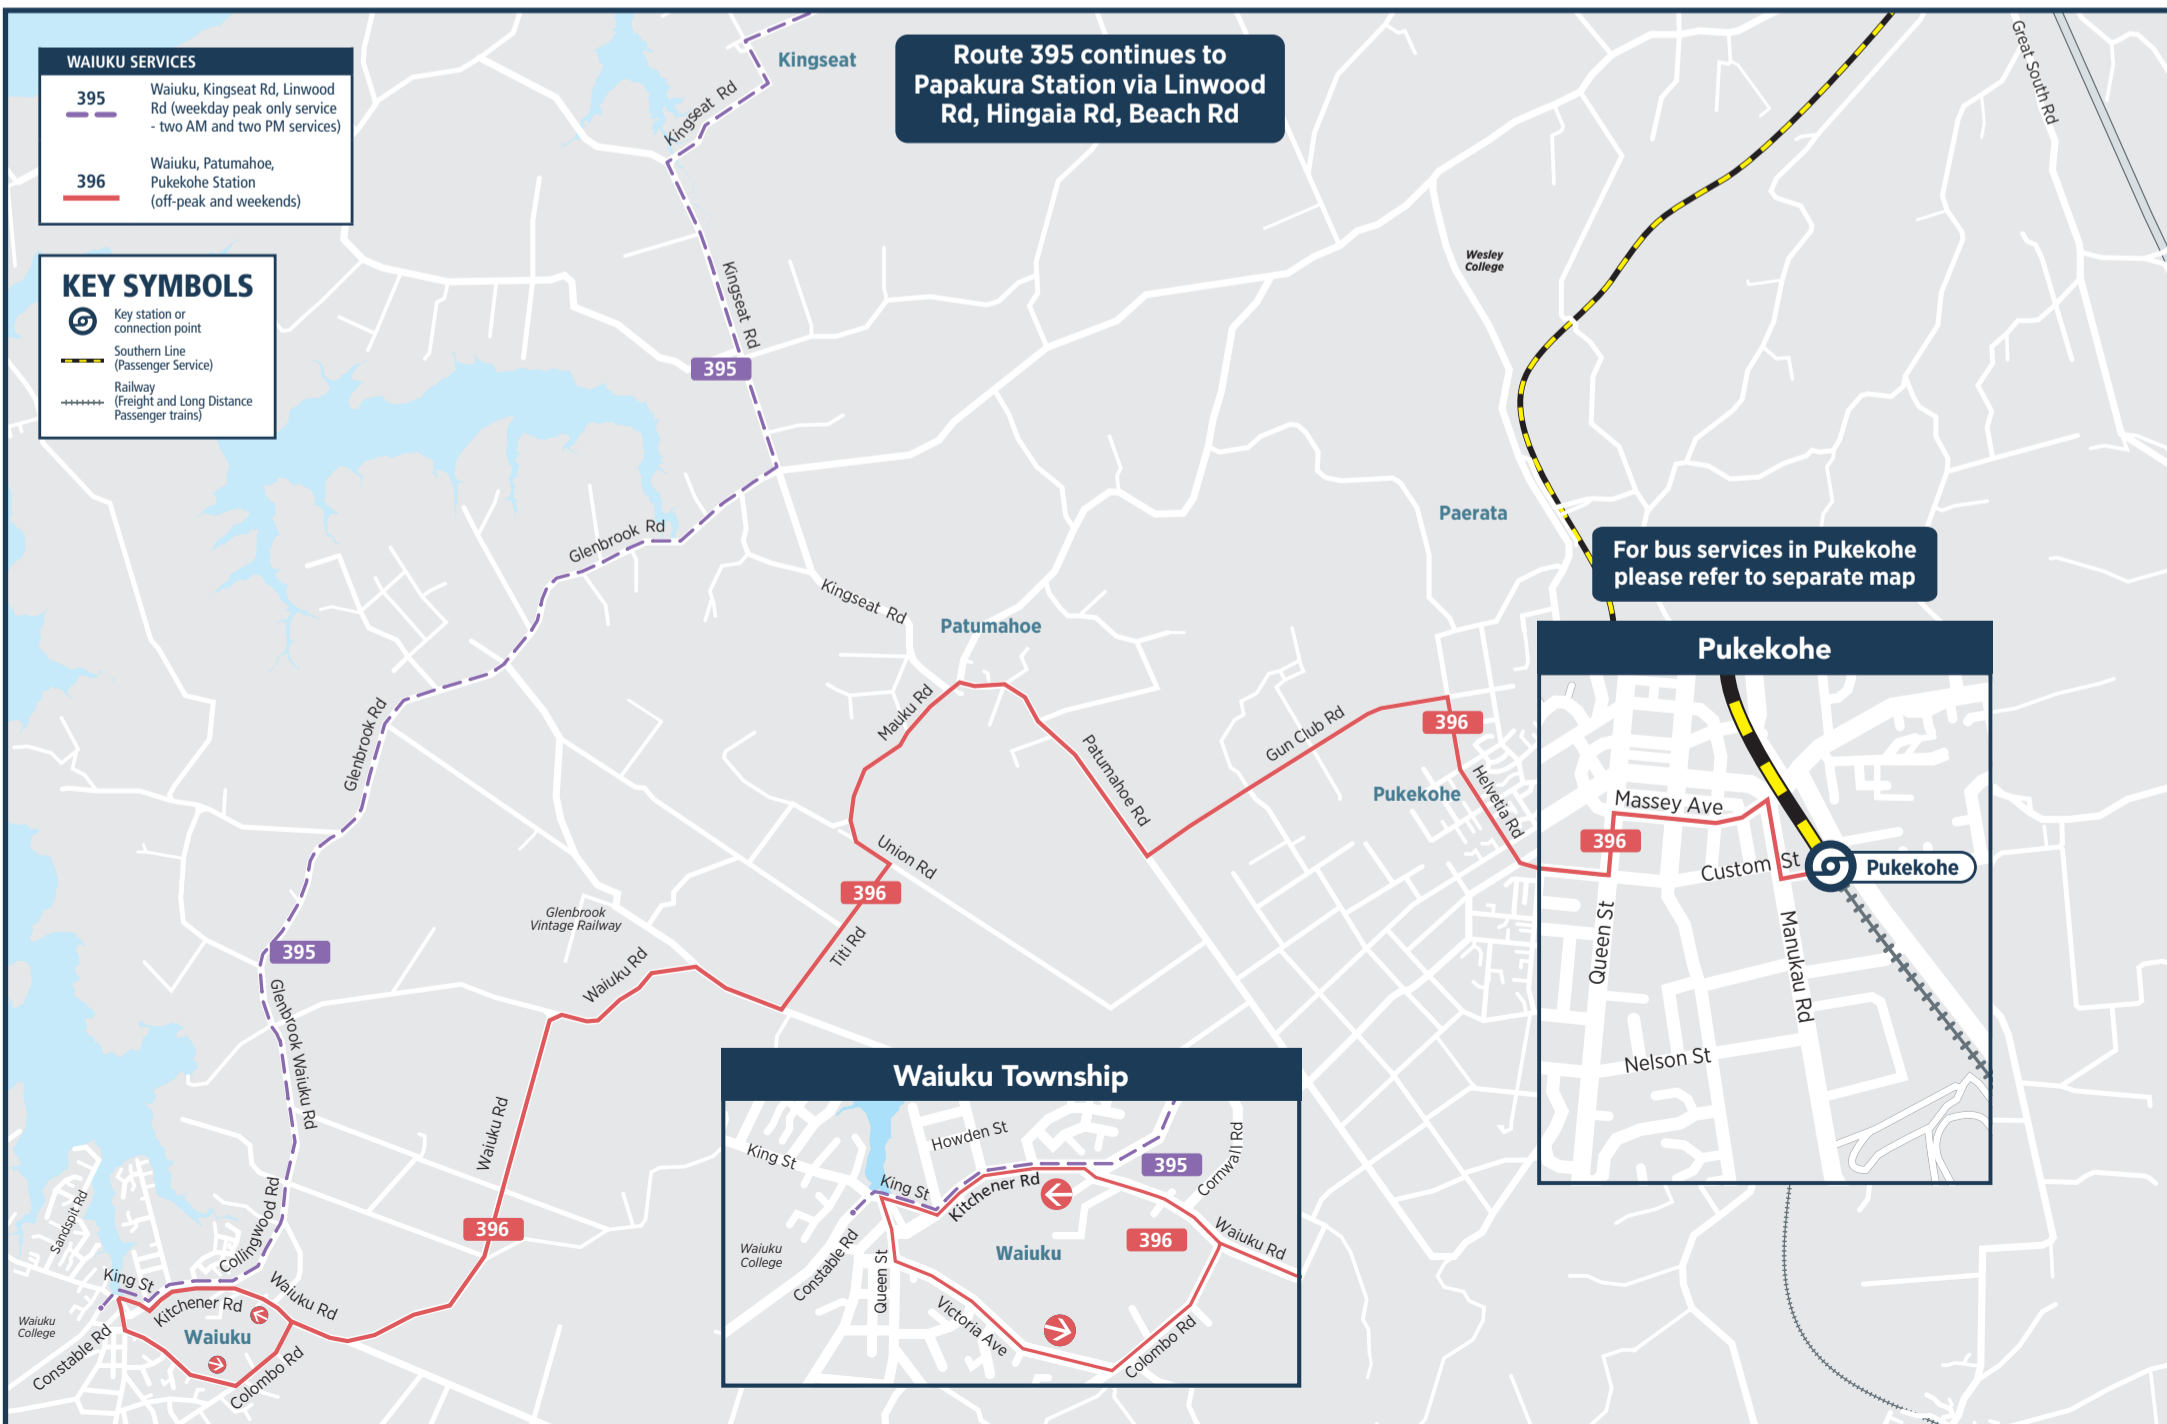 WAIUKU SERVICES
395
Waiuku, Kingseat Rd, Linwood
Rd (weekday peak only service
- two AM and two PM services)
396
Waiuku, Patumahoe,
Pukekohe Station
(off-peak and weekends)
KEY SYMBOLS
Key station or
connection point
Southern Line
(Passenger Service)
Railway
(Freight and Long Distance
Passenger trains)
Route 395 continues to
Papakura Station via Linwood
Rd, Hingaia Rd, Beach Rd
Kingseat
Kingseat Rd
Great South Rd
Wesley
College
Kingseat Rd
395
Paerata
Glenbrook Rd
For bus services in Pukekohe
please refer to separate map
Kingseat Rd
Patumahoe
Mauku Rd
Glenbrook Rd
Patumahoe Rd
Gun Club Rd
396
Helvetia Rd
Pukekohe
Union Rd
396
Titi Rd
Glenbrook
Vintage Railway
Waiuku Rd
395
Glenbrook Waiuku Rd
Waiuku Rd
396
Collingwood Rd
Sandspit Rd
King St
Kitchener Rd
Waiuku Rd
Waiuku
Waiuku
College
Constable Rd
Colombo Rd
Pukekohe
Massey Ave
396
Custom St
Pukekohe
Queen St
Manukau Rd
Nelson St
Waiuku Township
King St
Howden St
395
Cornwall Rd
King St
Kitchener Rd
396
Waiuku Rd
Waiuku
Waiuku
College
Constable Rd
Queen St
Victoria Ave
Colombo Rd